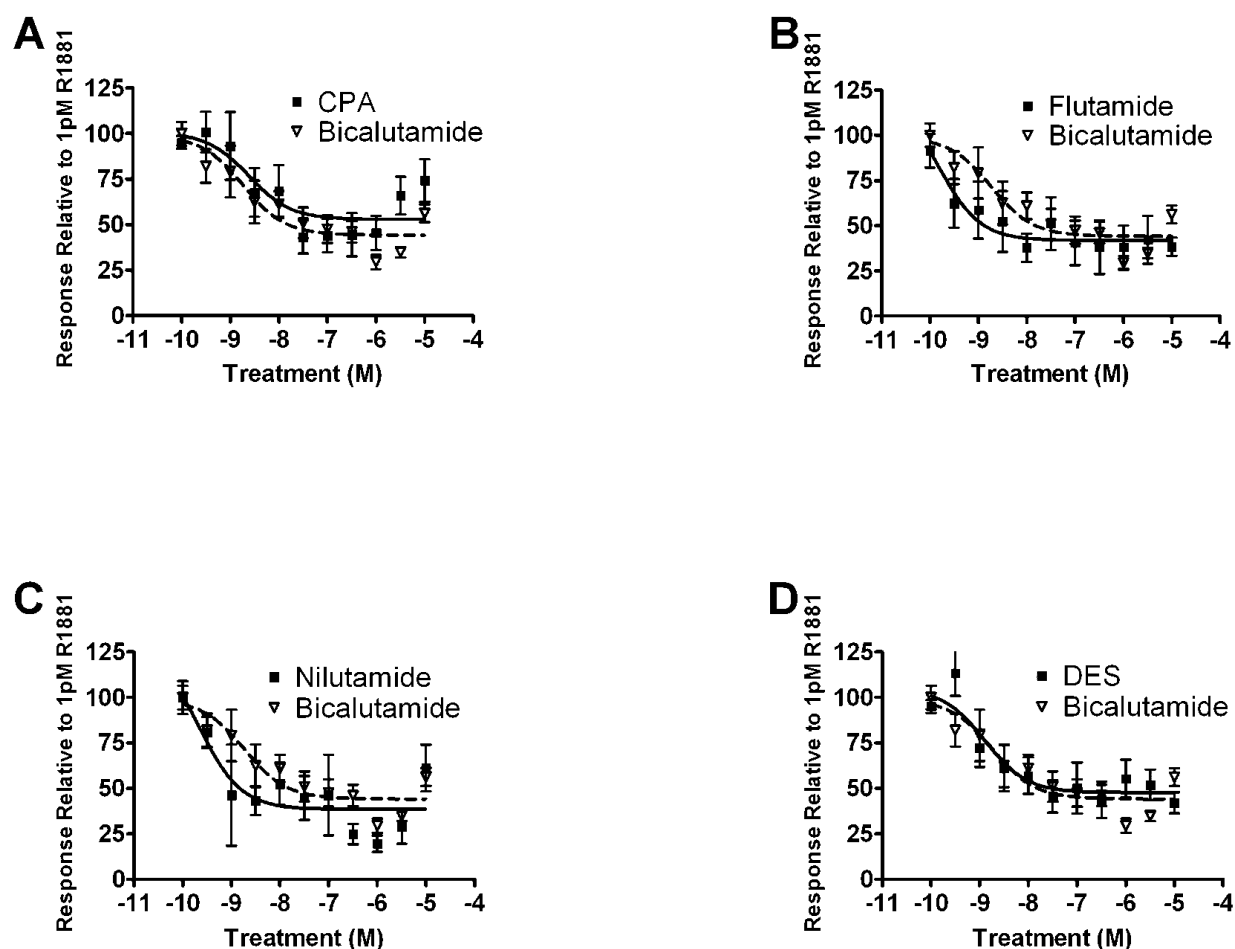 A
Response Relative to 1pM R1881
125
100
75
50
25
0
CPA
Bicalutamide
-11 -10 -9 -8 -7 -6 -5 -4
Treatment (M)
B
Response Relative to 1pM R1881
125
100
75
50
25
0
Flutamide
Bicalutamide
-11 -10 -9 -8 -7 -6 -5 -4
Treatment (M)
C
Response Relative to 1pM R1881
125
100
75
50
25
0
Nilutamide
Bicalutamide
-11 -10 -9 -8 -7 -6 -5 -4
Treatment (M)
D
Response Relative to 1pM R1881
125
100
75
50
25
0
DES
Bicalutamide
-11 -10 -9 -8 -7 -6 -5 -4
Treatment (M)